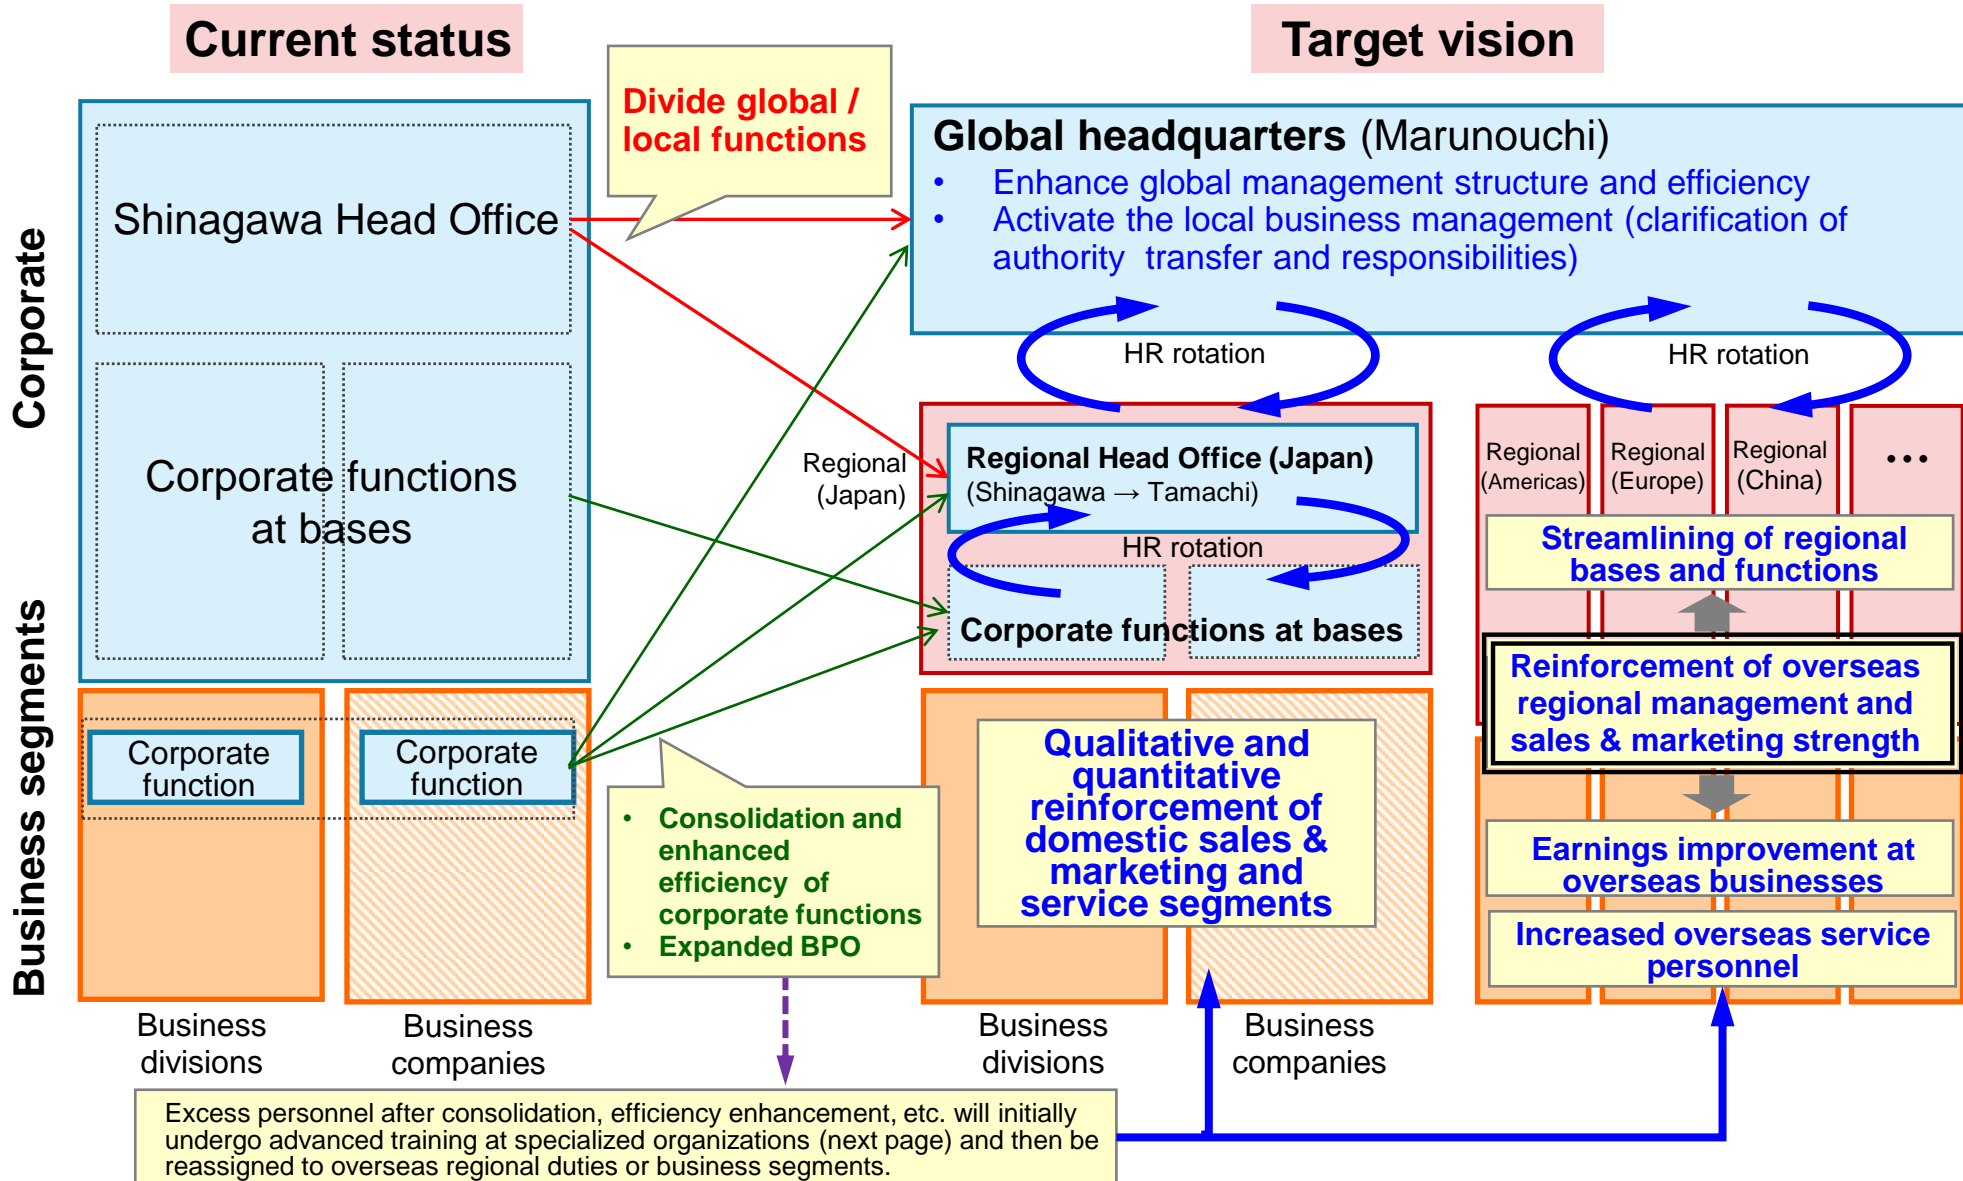 Current status
Target vision
Corporate
Business segments
Divide global /
local functions
Shinagawa Head Office
Corporate functions
at bases
Corporate
function
Corporate
function
Business
divisions
Business
companies
Global headquarters (Marunouchi)
• Enhance global management structure and efficiency
• Activate the local business management (clarification of
authority transfer and responsibilities)
HR rotation
HR rotation
Regional
(Japan)
Regional Head Office (Japan)
(Shinagawa → Tamachi)
HR rotation
Corporate functions at bases
Regional
(Americas)
Regional
(Europe)
Regional
(China)
…
Streamlining of regional
bases and functions
Reinforcement of overseas
regional management and
sales & marketing strength
Earnings improvement at
overseas businesses
Increased overseas service
personnel
• Consolidation and
enhanced
efficiency of
corporate functions
• Expanded BPO
Qualitative and
quantitative
reinforcement of
domestic sales &
marketing and
service segments
Business
divisions
Business
companies
Excess personnel after consolidation, efficiency enhancement, etc. will initially
undergo advanced training at specialized organizations (next page) and then be
reassigned to overseas regional duties or business segments.